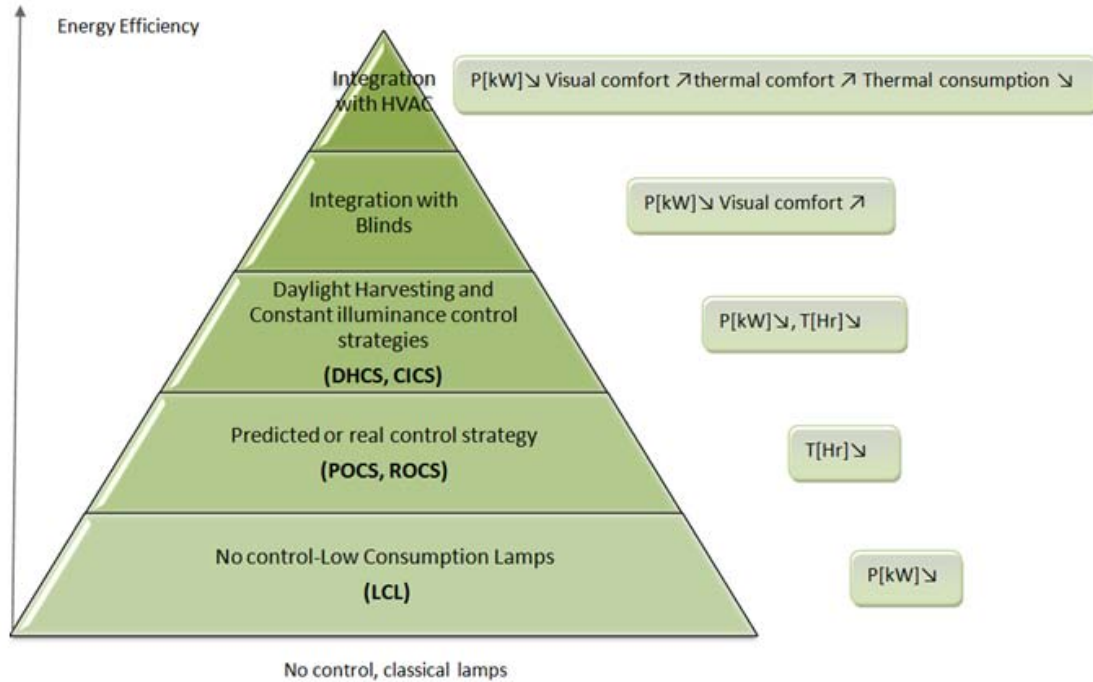 Energy Efficiency
Integration
with HVAC
P[kW]↘ Visual comfort ↗thermal comfort ↗ Thermal consumption ↘
Integration with
Blinds
P[kW]↘ Visual comfort ↗
Daylight Harvesting and
Constant illuminance control
strategies
(DHCS, CICS)
P[kW]↘, T[Hr]↘
Predicted or real control strategy
(POCS, ROCS)
T[Hr]↘
No control-Low Consumption Lamps
(LCL)
P[kW]↘
No control, classical lamps